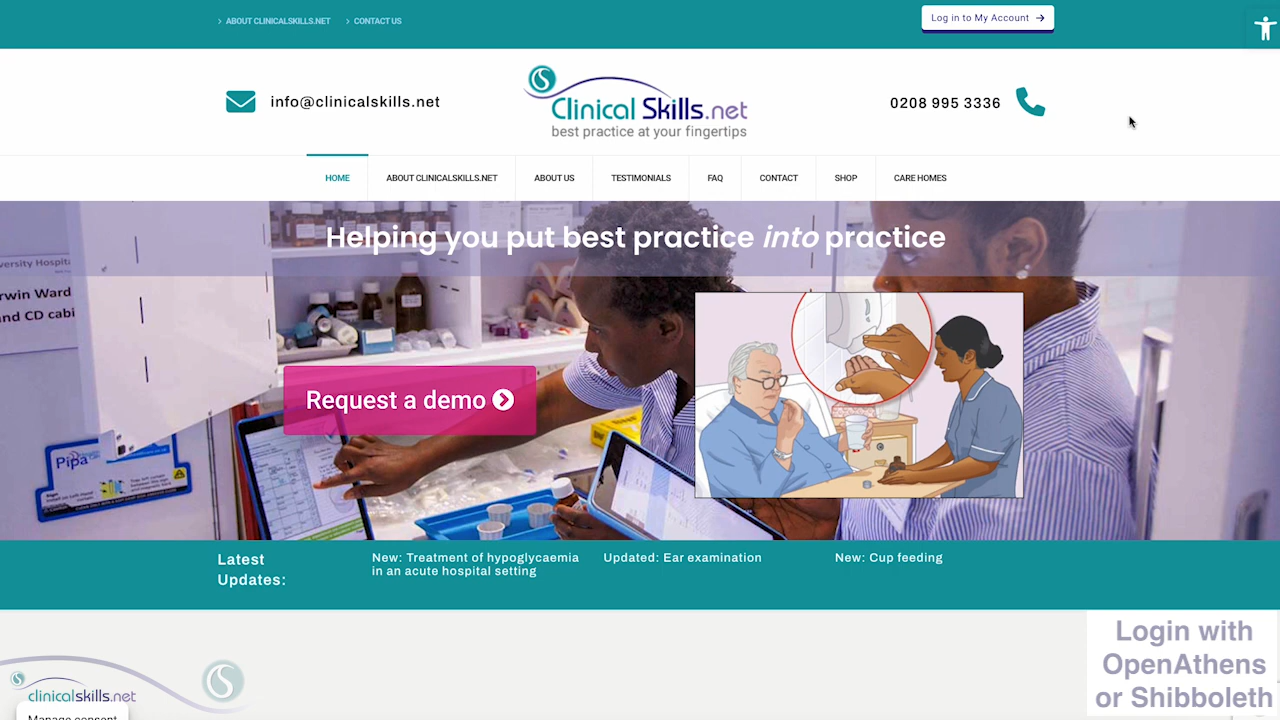 ABOUT CLINICALSKILLS.NET
CONTACT US
Log in to My Account
info@clinicalskills.net
Clinical Skills.net
best practice at your fingertips
0208 995 3336
HOME
ABOUT CLINICALSKILLS.NET
ABOUT US
TESTIMONIALS
FAQ
CONTACT
SHOP
CARE HOMES
Helping you put best practice into practice
Request a demo
Pipa
Latest
Updates:
New: Treatment of hypoglycaemia
in an acute hospital setting
Updated: Ear examination
New: Cup feeding
Login with
OpenAthens
or Shibboleth
clinicalskills.net
Manage consent